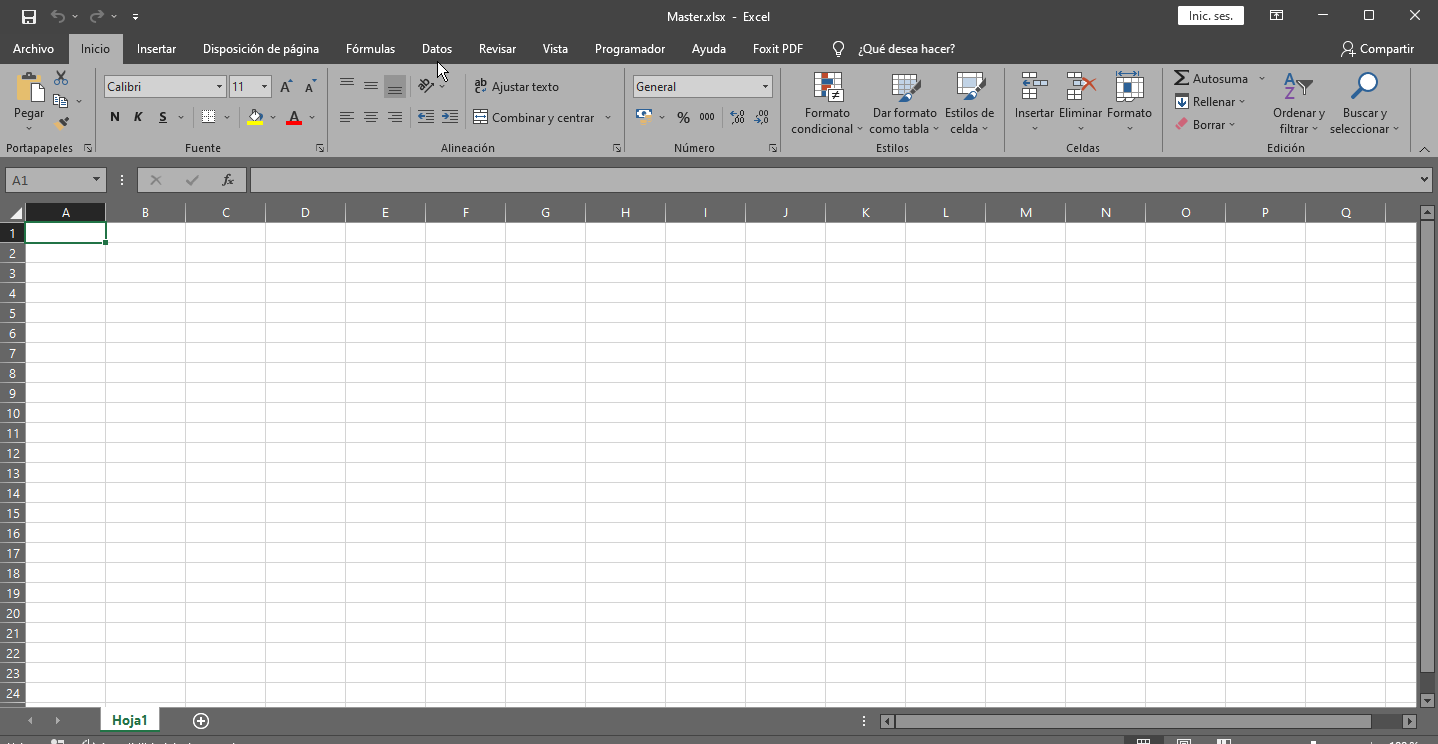 Master.xlsx - Excel
Inic. ses.
Archivo Inicio Insertar Disposición de página Fórmulas Datos Revisar Vista Programador Ayuda Foxit PDF ¿Qué desea hacer? Compartir
Pegar
Portapapeles
Calibri 11
N K S
Fuente
ab Ajustar texto
Combinar y centrar
Alineación
General
% 000
Número
Formato condicional
Dar formato como tabla
Estilos de celda
Estilos
Insertar Eliminar Formato
Celdas
Autosuma
Rellenar
Borrar
Ordenar y filtrar
Buscar y seleccionar
Edición
A1 fx
A B C D E F G H I J K L M N O P Q
1
2
3
4
5
6
7
8
9
10
11
12
13
14
15
16
17
18
19
20
21
22
23
24
Hoja1